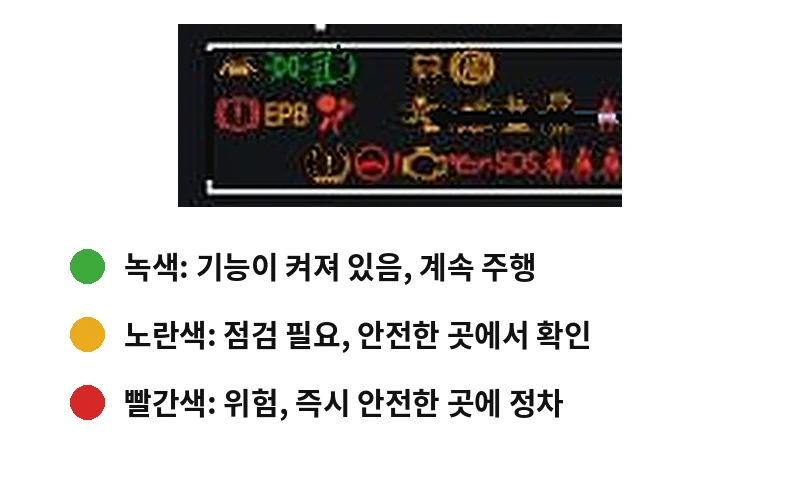 EPB
SOS
녹색: 기능이 켜져 있음, 계속 주행
노란색: 점검 필요, 안전한 곳에서 확인
빨간색: 위험, 즉시 안전한 곳에 정차